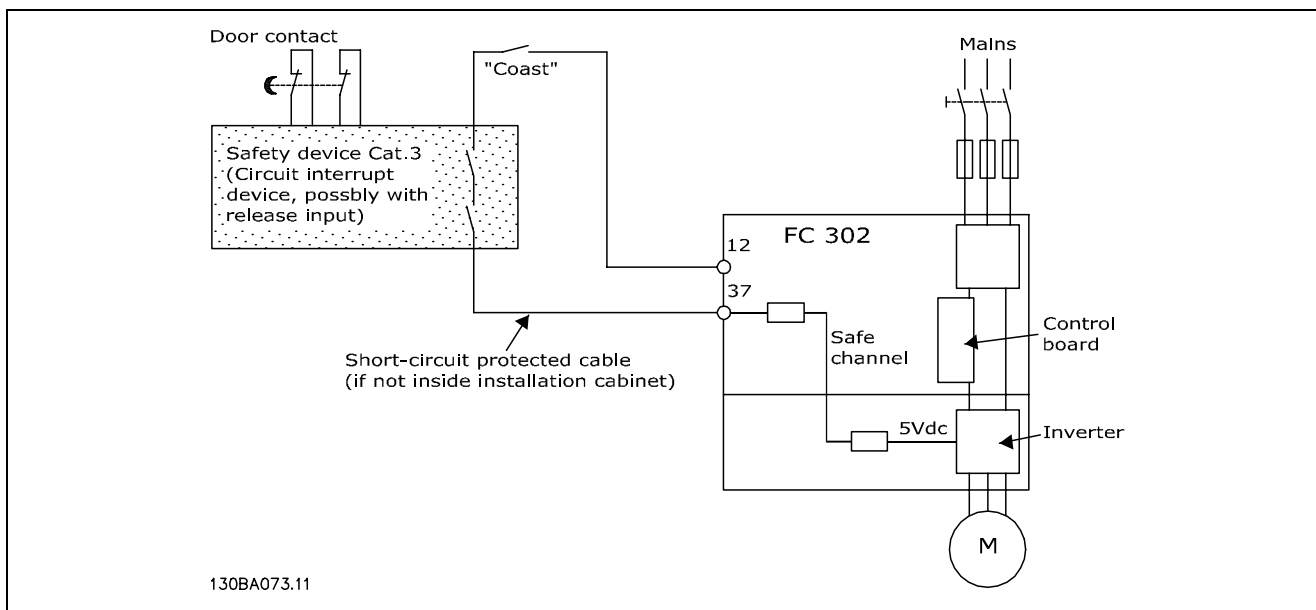 Door contact
"Coast"
Mains
Safety device Cat.3
(Circuit interrupt
device, possbly with
release input)
12
FC 302
37
Safe
channel
Control
board
Short-circuit protected cable
(if not inside installation cabinet)
5Vdc
Inverter
M
130BA073.11